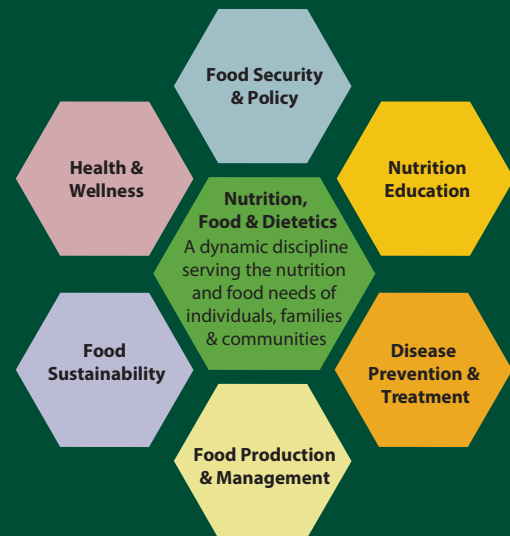 Food Security
& Policy
Health &
Wellness
Nutrition
Education
Nutrition,
Food & Dietetics
A dynamic discipline
serving the nutrition
and food needs of
individuals, families
& communities
Food
Sustainability
Disease
Prevention &
Treatment
Food Production
& Management